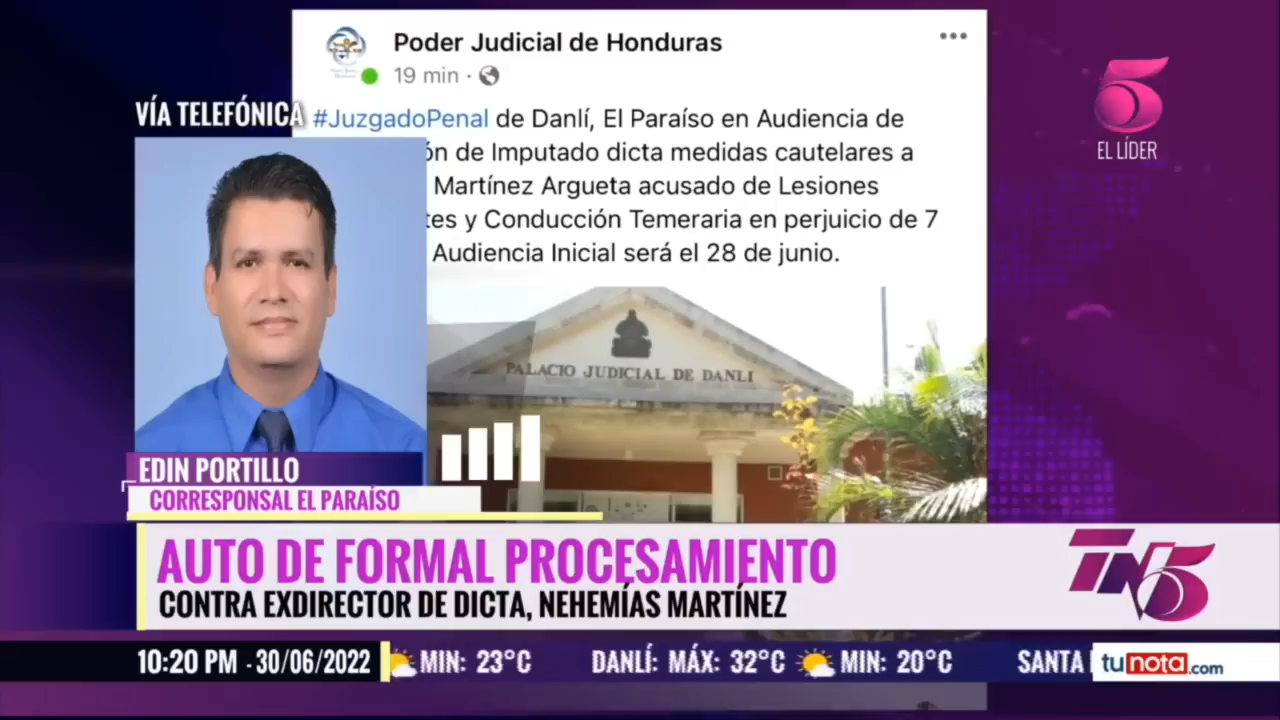 Poder Judicial de Honduras
19 min ·
VÍA TELEFÓNICA
#JuzgadoPenal de Danlí, El Paraíso en Audiencia de
ón de Imputado dicta medidas cautelares a
Martínez Argueta acusado de Lesiones
tes y Conducción Temeraria en perjuicio de 7
Audiencia Inicial será el 28 de junio.
5
EL LÍDER
PALACIO JUDICIAL DE DANLI
EDIN PORTILLO
CORRESPONSAL EL PARAÍSO
AUTO DE FORMAL PROCESAMIENTO
CONTRA EXDIRECTOR DE DICTA, NEHEMÍAS MARTÍNEZ
TN5
10:20 PM - 30/06/2022 MIN: 23°C DANLÍ: MÁX: 32°C MIN: 20°C SANTA
tunota.com